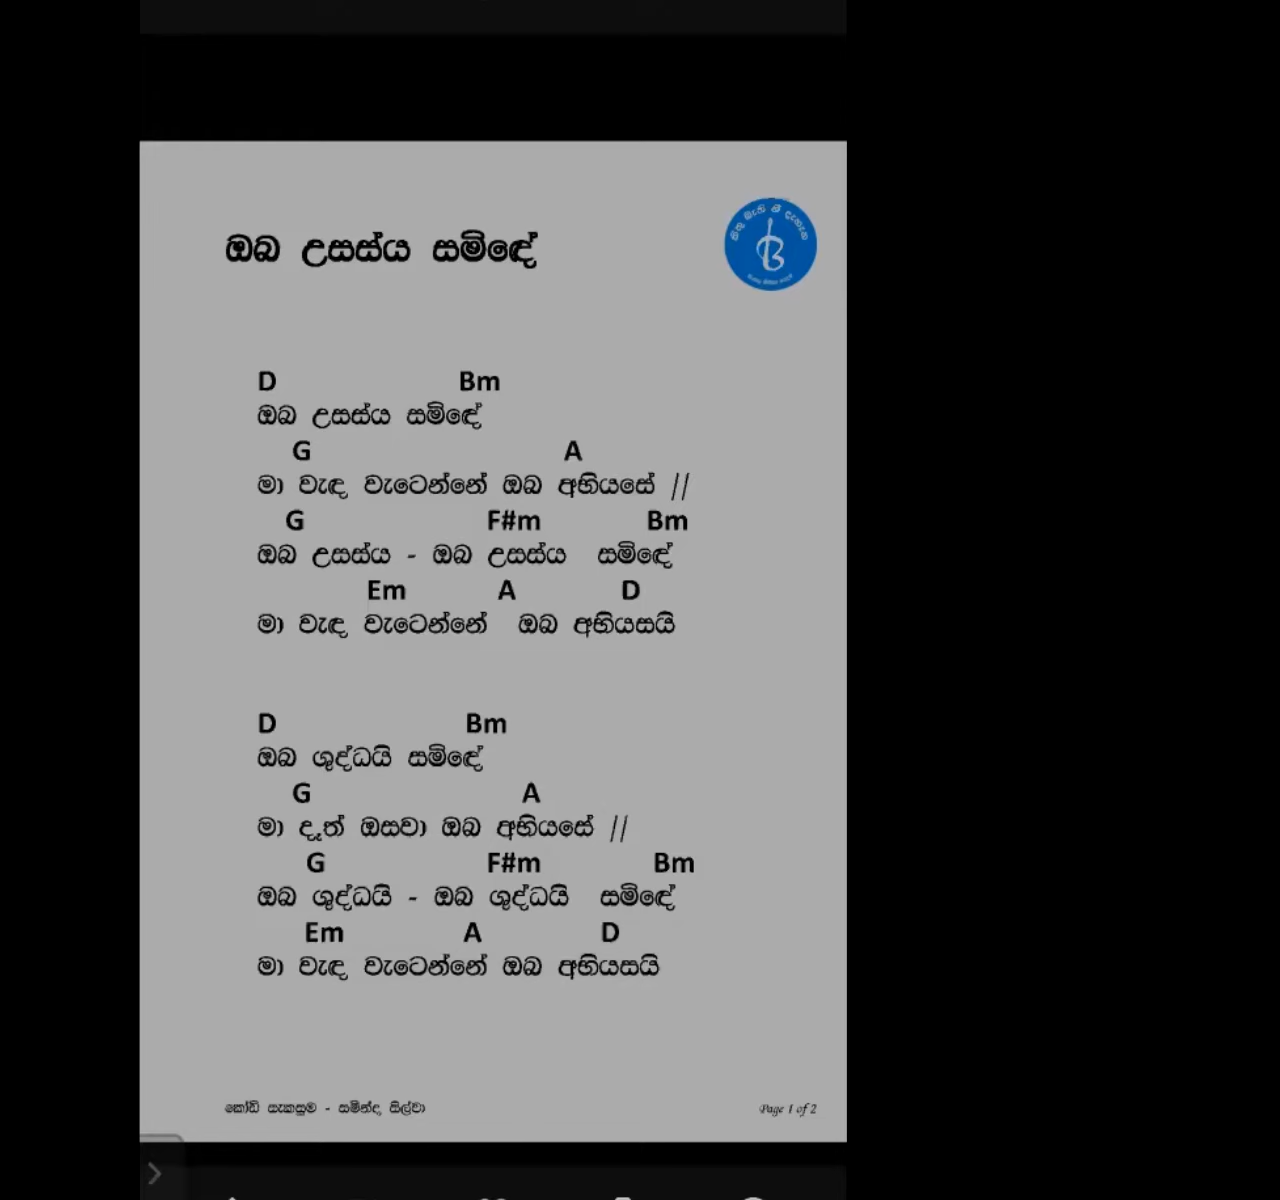 ඔබ උසස්ය සමිඳේ
D Bm
ඔබ උසස්ය සමිඳේ
G A
මා වැඳ වැටෙන්නේ ඔබ අභියසේ //
G F#m Bm
ඔබ උසස්ය - ඔබ උසස්ය සමිඳේ
Em A D
මා වැඳ වැටෙන්නේ ඔබ අභියසයි
D Bm
ඔබ ශුද්ධයි සමිඳේ
G A
මා දෑත් ඔසවා ඔබ අභියසේ //
G F#m Bm
ඔබ ශුද්ධයි - ඔබ ශුද්ධයි සමිඳේ
Em A D
මා වැඳ වැටෙන්නේ ඔබ අභියසයි
කෝඩ් සැකසුම - සමින්ද සිල්වා
Page 1 of 2